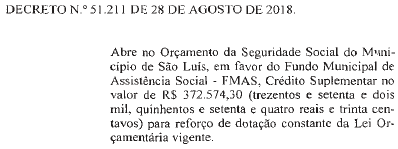 DECRETO N.º 51.211 DE 28 DE AGOSTO DE 2018.
Abre no Orçamento da Seguridade Social do Muni-
cípio de São Luís, em favor do Fundo Municipal de
Assistência Social - FMAS, Crédito Suplementar no
valor de R$ 372.574,30 (trezentos e setenta e dois
mil, quinhentos e setenta e quatro reais e trinta cen-
tavos) para reforço de dotação constante da Lei Or-
çamentária vigente.